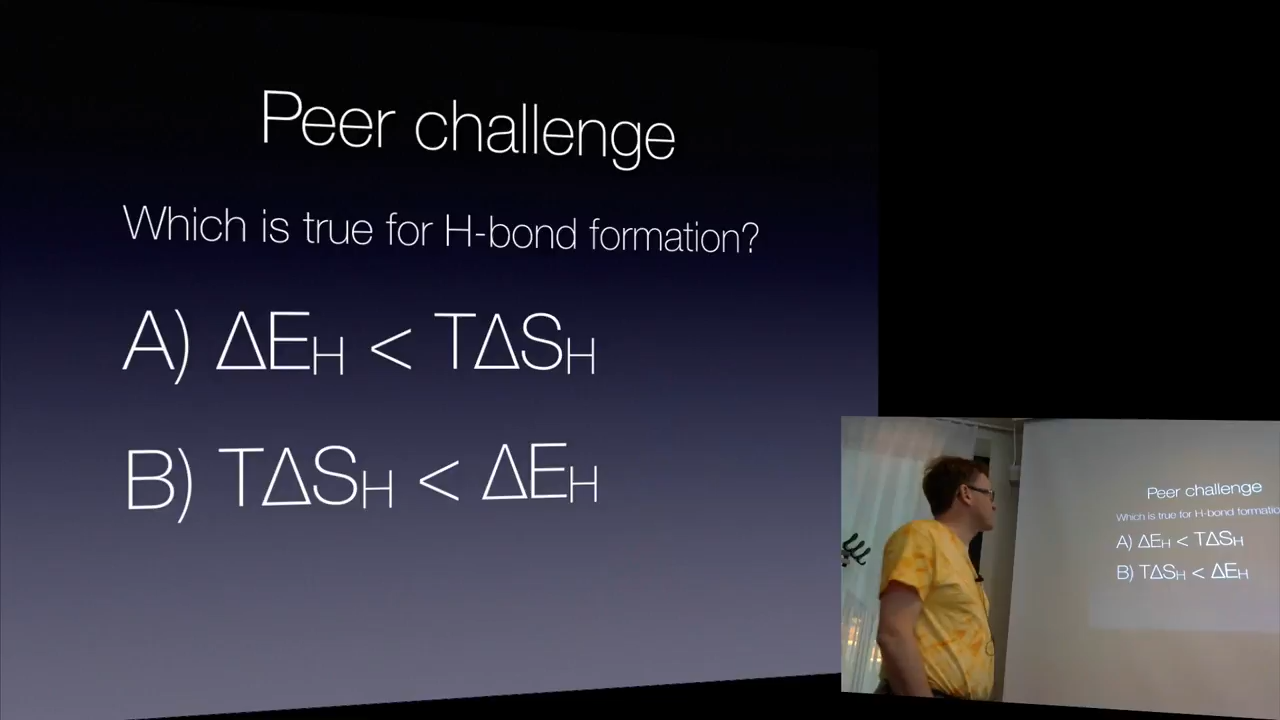 Peer challenge
Which is true for H-bond formation?
A) ΔEH < TΔSH
B) TΔSH < ΔEH
Peer challenge
Which is true for H-bond formatio
A) ΔEH < TΔSH
B) TΔSH < ΔEH